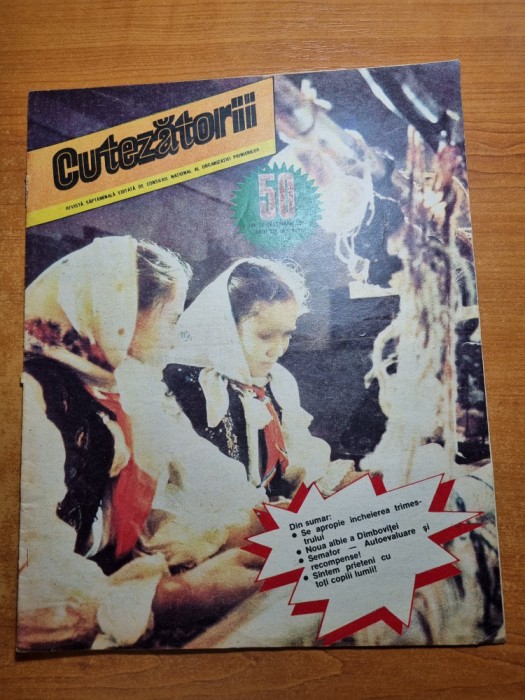 Cutezătorii
REVISTĂ SĂPTĂMÎNALĂ EDITATĂ DE CONSILIUL NAȚIONAL AL ORGANIZAȚIEI PIONIERILOR
50
Din sumar:
• Se apropie încheierea trimes-
trului
• Noua albie a Dîmboviței
• Semafor — Autoevaluare și
recompense!
• Sîntem prieteni cu
toți copiii lumii!